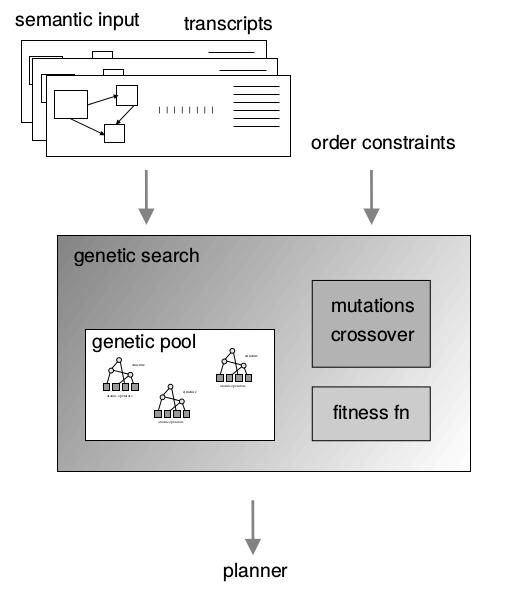 semantic input
transcripts
order constraints
genetic search
mutations
crossover
genetic pool
fitness fn
planner